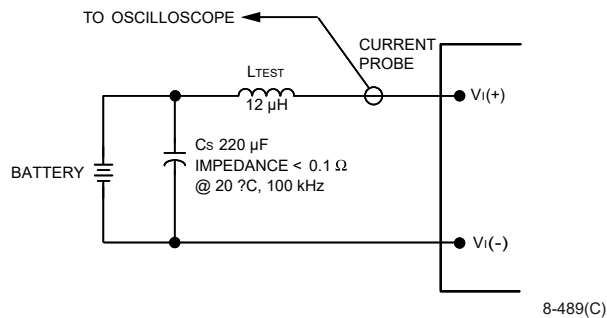 TO OSCILLOSCOPE
CURRENT
PROBE
LTEST
12 μH
VI(+)
CS 220 μF
IMPEDANCE < 0.1 Ω
@ 20 ?C, 100 kHz
BATTERY
VI(-)
8-489(C)